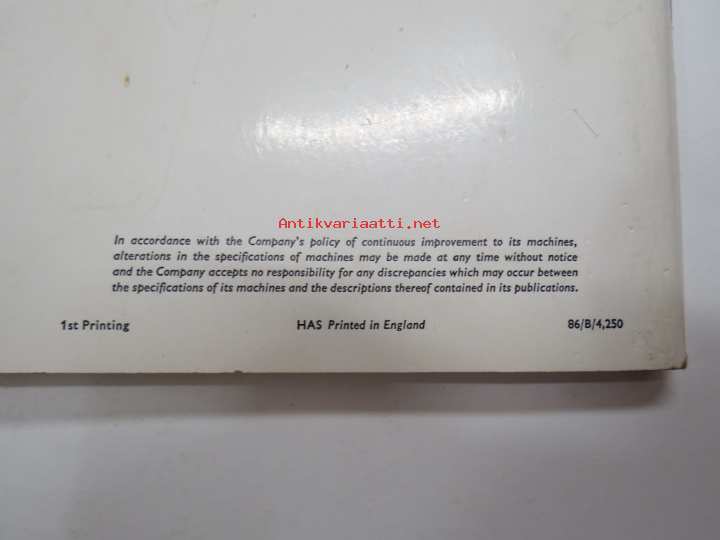 Antikvariaatti.net
In accordance with the Company's policy of continuous improvement to its machines,
alterations in the specifications of machines may be made at any time without notice
and the Company accepts no responsibility for any discrepancies which may occur between
the specifications of its machines and the descriptions thereof contained in its publications.
1st Printing HAS Printed in England 86/B/4,250